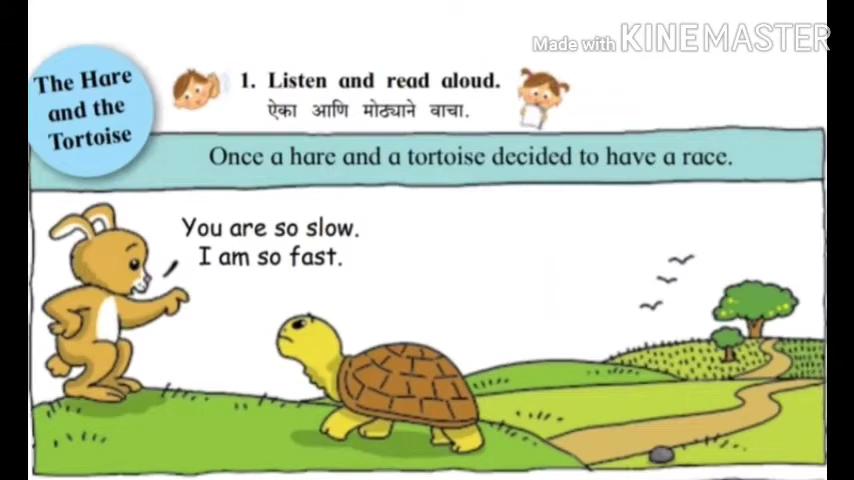 Made with KINEMASTER
The Hare
and the
Tortoise
1. Listen and read aloud.
ऐका आणि मोठ्याने वाचा.
Once a hare and a tortoise decided to have a race.
You are so slow.
I am so fast.